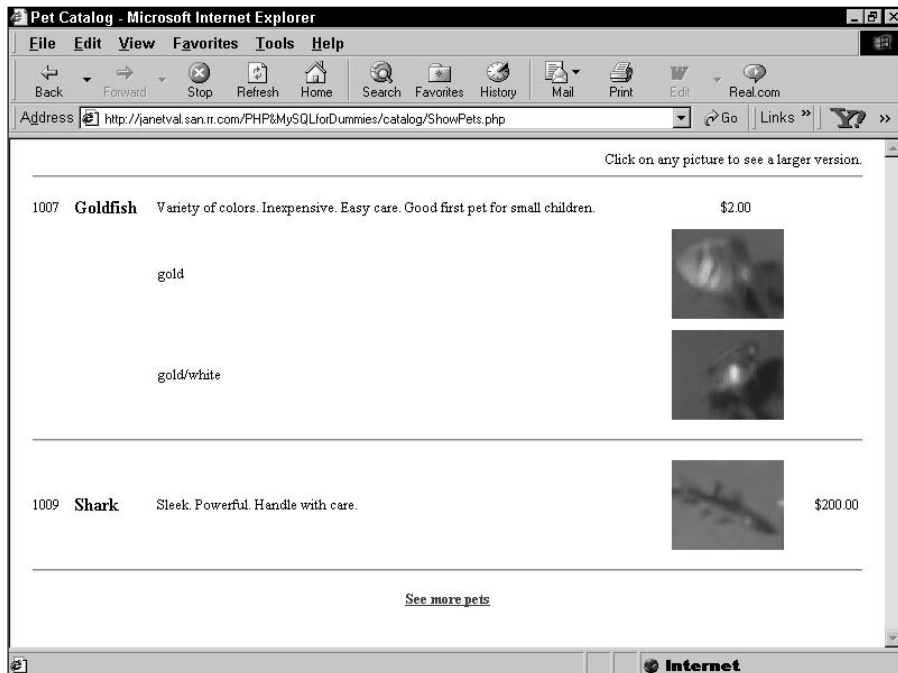 Pet Catalog - Microsoft Internet Explorer
File Edit View Favorites Tools Help
Back Forward Stop Refresh Home Search Favorites History Mail Print Edit Real.com
Address http://janetval.san.rr.com/PHP&MySQLforDummies/catalog/ShowPets.php Go Links » Y? »
Click on any picture to see a larger version.
1007 Goldfish Variety of colors. Inexpensive. Easy care. Good first pet for small children. $2.00
gold
gold/white
1009 Shark Sleek. Powerful. Handle with care. $200.00
See more pets
Internet